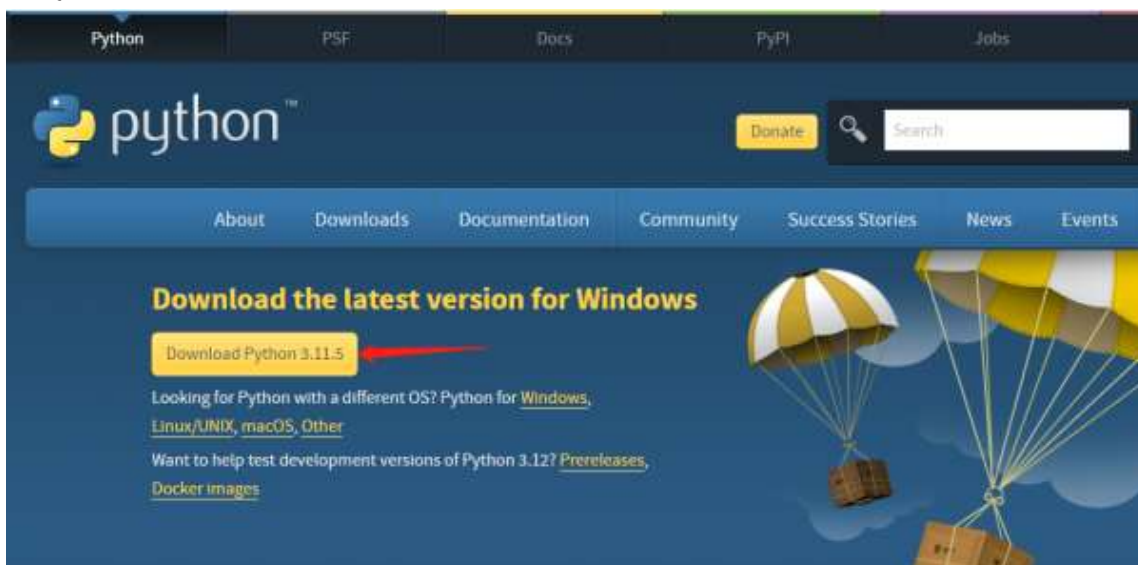 Python PSF Docs PyPI Jobs
python™
Donate Search
About Downloads Documentation Community Success Stories News Events
Download the latest version for Windows
Download Python 3.11.5
Looking for Python with a different OS? Python for Windows,
Linux/UNIX, macOS, Other
Want to help test development versions of Python 3.12? Prereleases,
Docker images